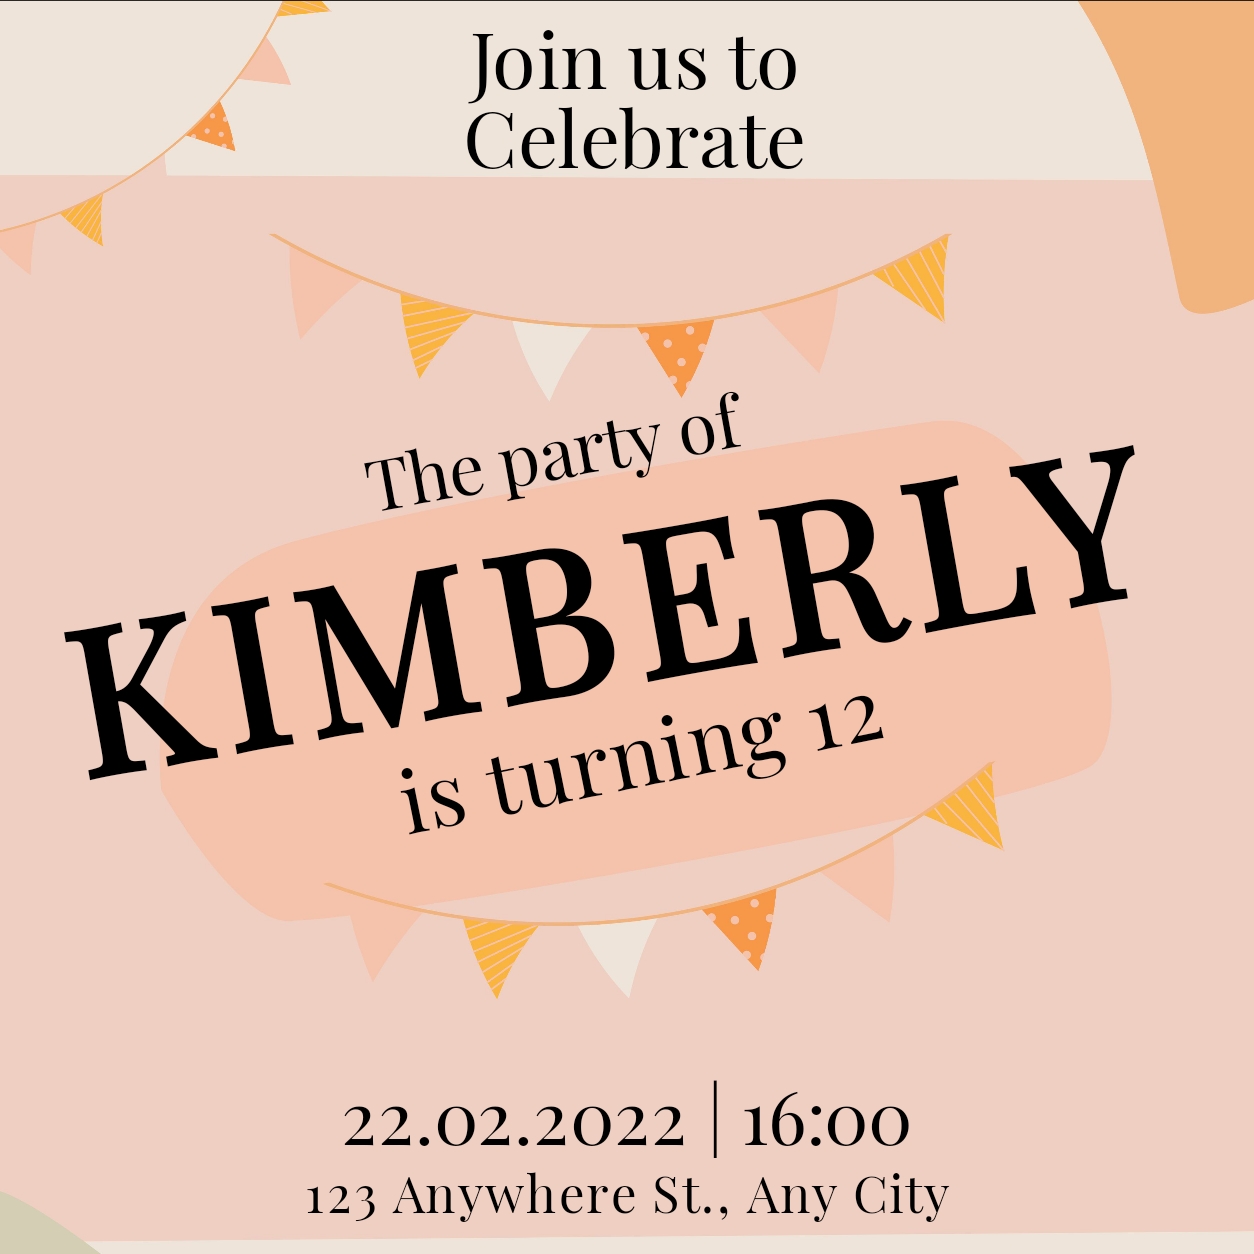 Join us to
Celebrate
The party of
KIMBERLY
is turning 12
22.02.2022 | 16:00
123 Anywhere St., Any City